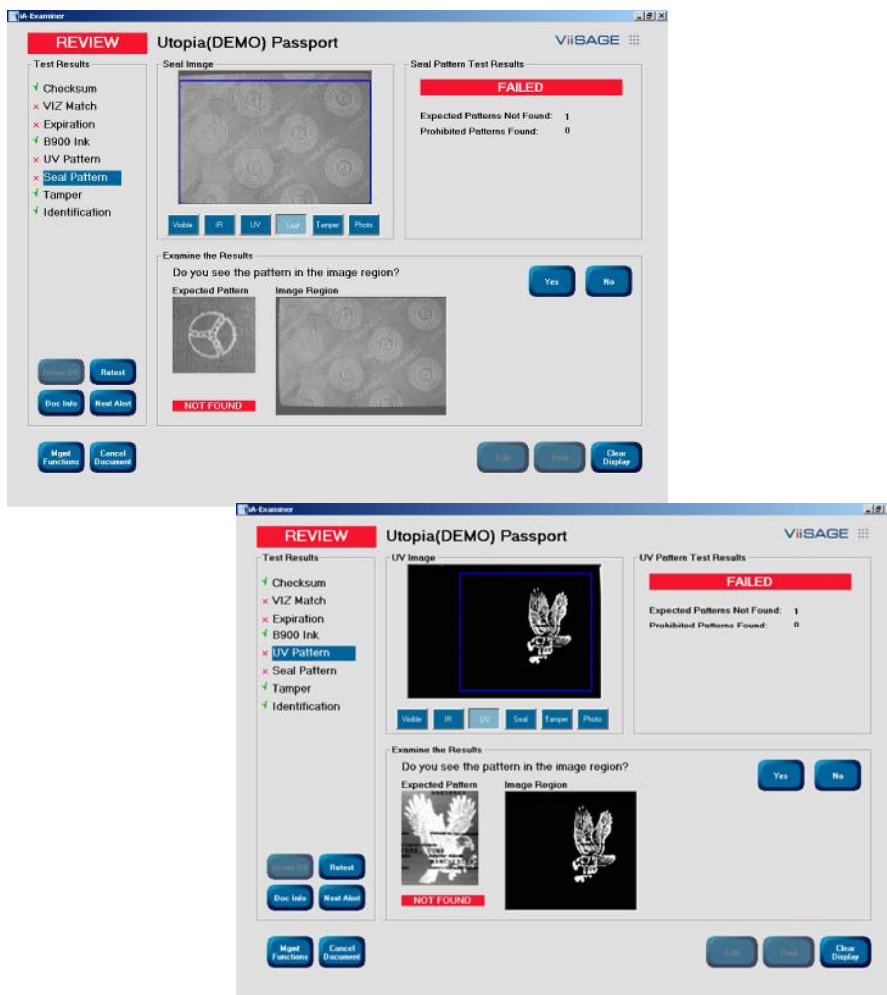 iA-Examiner
REVIEW
Utopia(DEMO) Passport
ViiSAGE
Test Results
Checksum
VIZ Match
Expiration
B900 Ink
UV Pattern
Seal Pattern
Tamper
Identification
Seal Image
Visible IR UV Seal Tamper Photo
Seal Pattern Test Results
FAILED
Expected Patterns Not Found: 1
Prohibited Patterns Found: 0
Examine the Results
Do you see the pattern in the image region?
Yes No
Expected Pattern Image Region
NOT FOUND
Retest
Doc Info Next Alert
Mgmt Functions
Cancel Document
Edit Print
Clear Display
iA-Examiner
REVIEW
Utopia(DEMO) Passport
ViiSAGE
Test Results
Checksum
VIZ Match
Expiration
B900 Ink
UV Pattern
Seal Pattern
Tamper
Identification
UV Image
Visible IR UV Seal Tamper Photo
UV Pattern Test Results
FAILED
Expected Patterns Not Found: 1
Prohibited Patterns Found: 0
Examine the Results
Do you see the pattern in the image region?
Yes No
Expected Pattern Image Region
NOT FOUND
Retest
Doc Info Next Alert
Mgmt Functions
Cancel Document
Edit Print
Clear Display